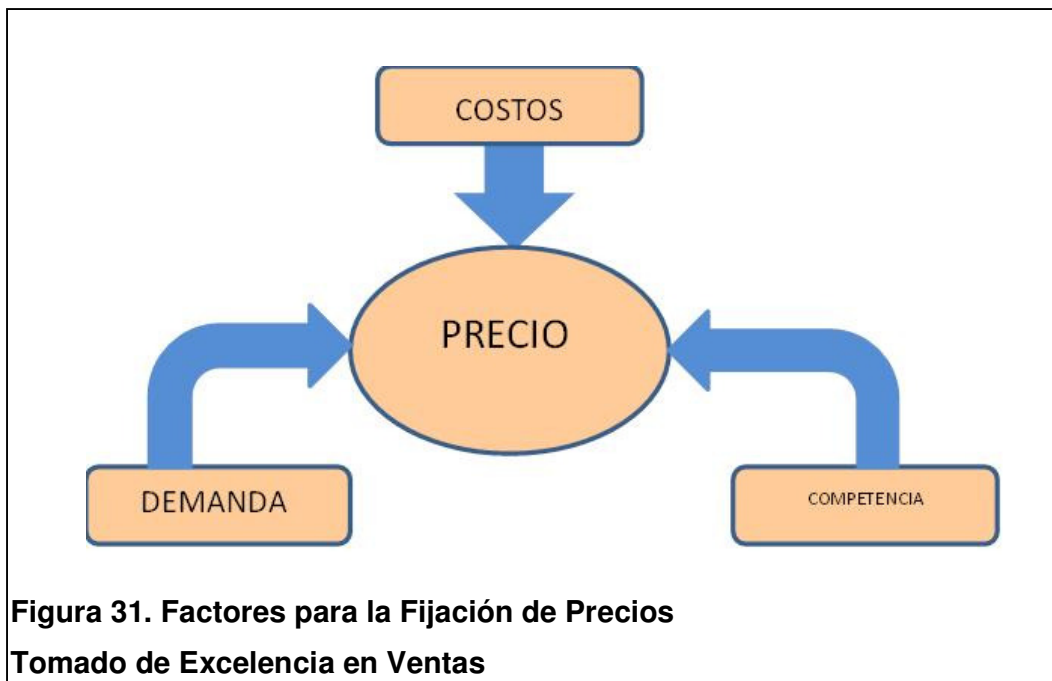 COSTOS
PRECIO
DEMANDA
COMPETENCIA
Figura 31. Factores para la Fijación de Precios
Tomado de Excelencia en Ventas